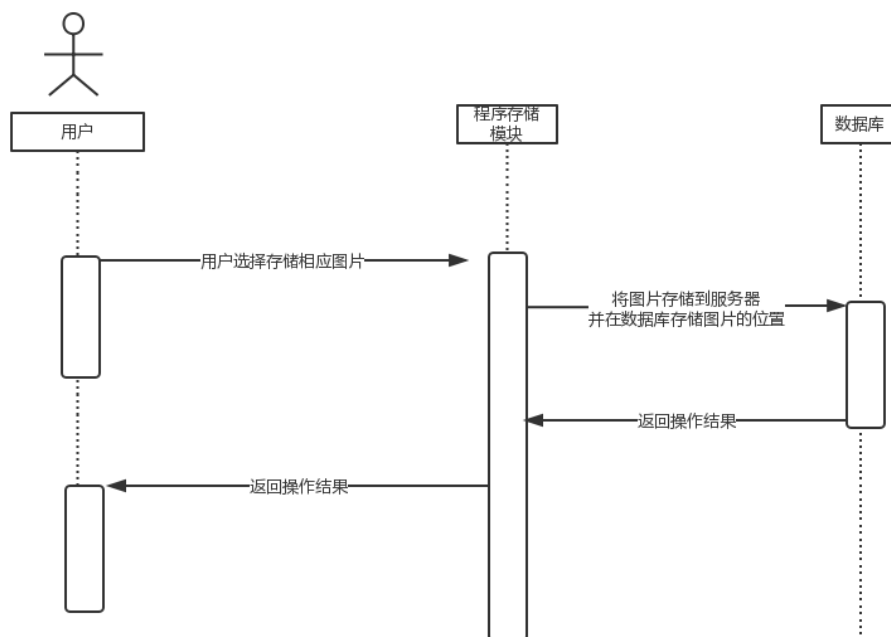 用户
程序存储
模块
数据库
用户选择存储相应图片
将图片存储到服务器
并在数据库存储图片的位置
返回操作结果
返回操作结果